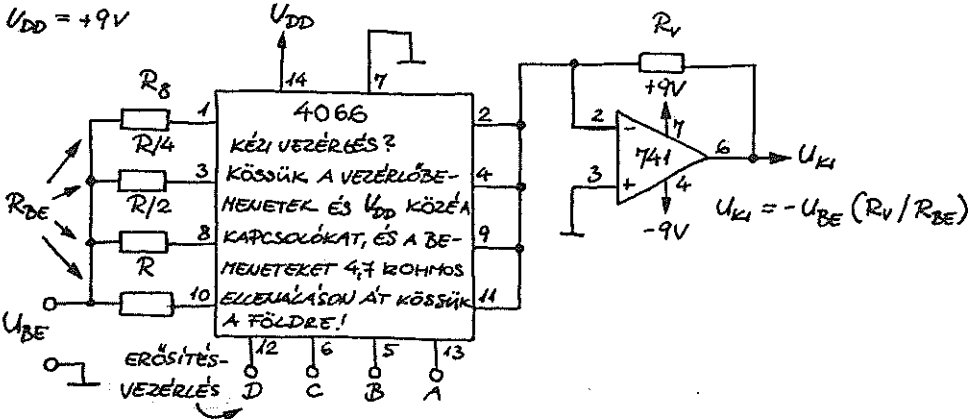 U_DD = +9V
U_DD
R_V
14
7
R_8
1
4066
2
+9V
R/4
KÉZI VEZÉRLÉS?
2
-
7
3
KÖSSÜK A VEZÉRLŐBE-
4
741
6
U_KI
R/2
MENETEK ÉS U_DD KÖZÉ A
3
+
4
R_BE
8
KAPCSOLÓKAT, ÉS A BE-
9
-9V
U_KI = -U_BE (R_V/R_BE)
R
MENETEKET 4,7 KOHMOS
10
ELLENÁLÁSON ÁT KÖSSÜK
11
U_BE
A FÖLDRE!
12
6
5
13
ERŐSÍTÉS-
VEZÉRLÉS
D
C
B
A